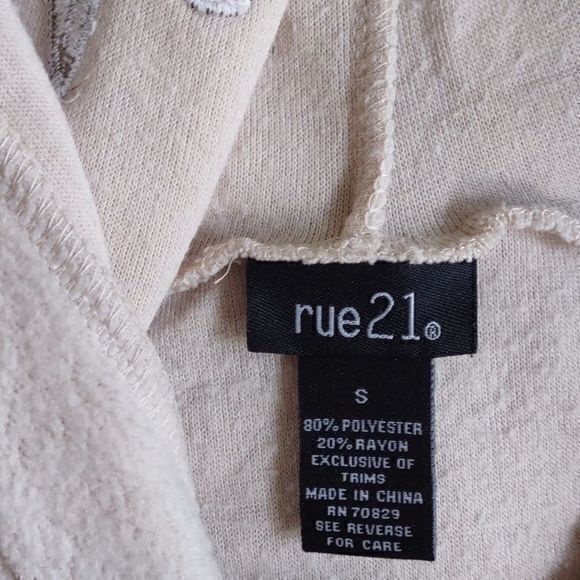 rue21®
S
80% POLYESTER
20% RAYON
EXCLUSIVE OF
TRIMS
MADE IN CHINA
RN 70829
SEE REVERSE
FOR CARE